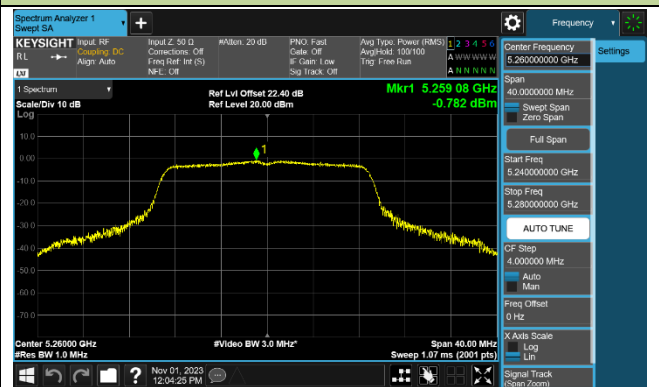 Spectrum Analyzer 1
Swept SA
Frequency
KEYSIGHT
RL
LXI
Input: RF
Coupling: DC
Align: Auto
Input Z: 50 Ω
Corrections: Off
Freq Ref: Int (S)
NFE: Off
#Atten: 20 dB
PNO: Fast
Gate: Off
IF Gain: Low
Sig Track: Off
Avg Type: Power (RMS)
Avg|Hold: 100/100
Trig: Free Run
1 2 3 4 5 6
A W W W W W
A N N N N N
1 Spectrum
Scale/Div 10 dB
Log
Ref Lvl Offset 22.40 dB
Ref Level 20.00 dBm
Mkr1 5.259 08 GHz
-0.782 dBm
1
10.0
0.00
-10.0
-20.0
-30.0
-40.0
-50.0
-60.0
-70.0
Center 5.26000 GHz
#Res BW 1.0 MHz
#Video BW 3.0 MHz*
Span 40.00 MHz
Sweep 1.07 ms (2001 pts)
Nov 01, 2023
12:04:25 PM
Center Frequency
5.260000000 GHz
Settings
Span
40.0000000 MHz
Swept Span
Zero Span
Full Span
Start Freq
5.240000000 GHz
Stop Freq
5.280000000 GHz
AUTO TUNE
CF Step
4.000000 MHz
Auto
Man
Freq Offset
0 Hz
X Axis Scale
Log
Lin
Signal Track
(Span Zoom)